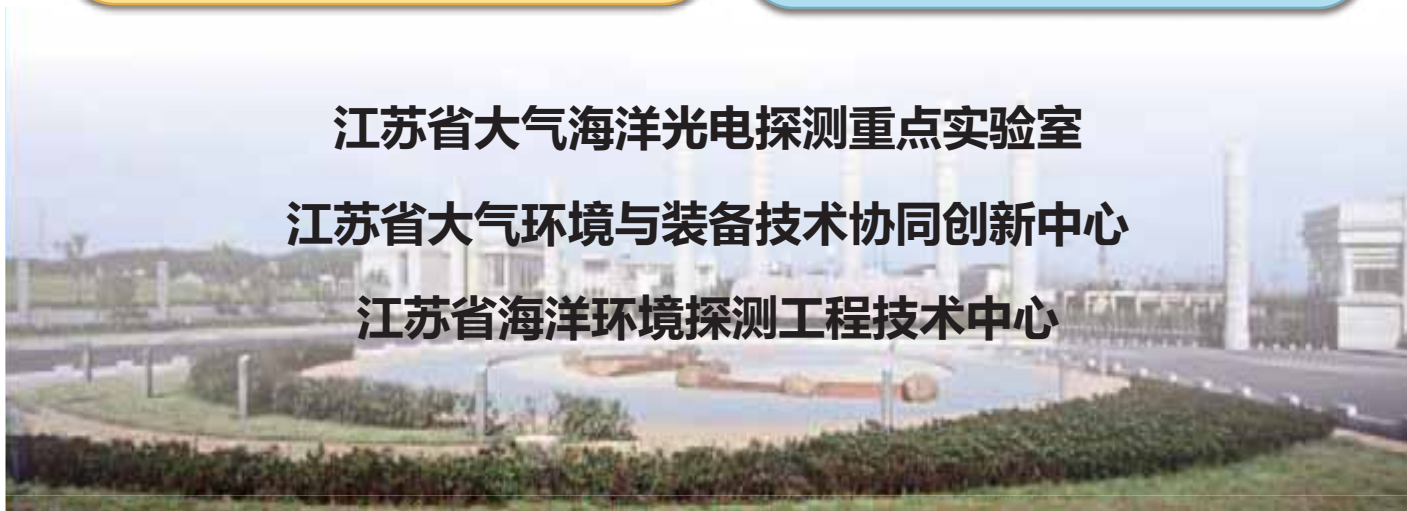 江苏省大气海洋光电探测重点实验室
江苏省大气环境与装备技术协同创新中心
江苏省海洋环境探测工程技术中心